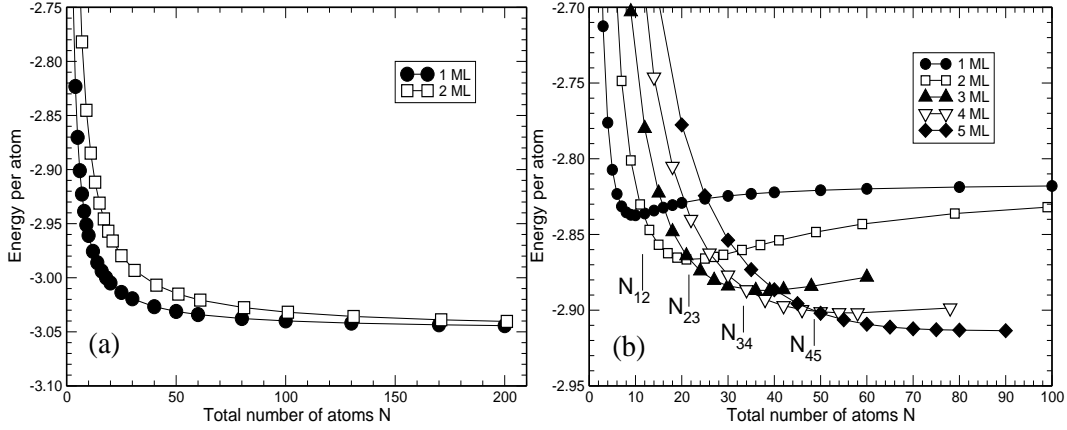 -2.75
-2.80
-2.85
-2.90
-2.95
-3.00
-3.05
-3.10
Energy per atom
1 ML
2 ML
(a)
0 50 100 150 200
Total number of atoms N
-2.70
-2.75
-2.80
-2.85
-2.90
-2.95
Energy per atom
1 ML
2 ML
3 ML
4 ML
5 ML
N12
N23
N34
N45
(b)
0 10 20 30 40 50 60 70 80 90 100
Total number of atoms N